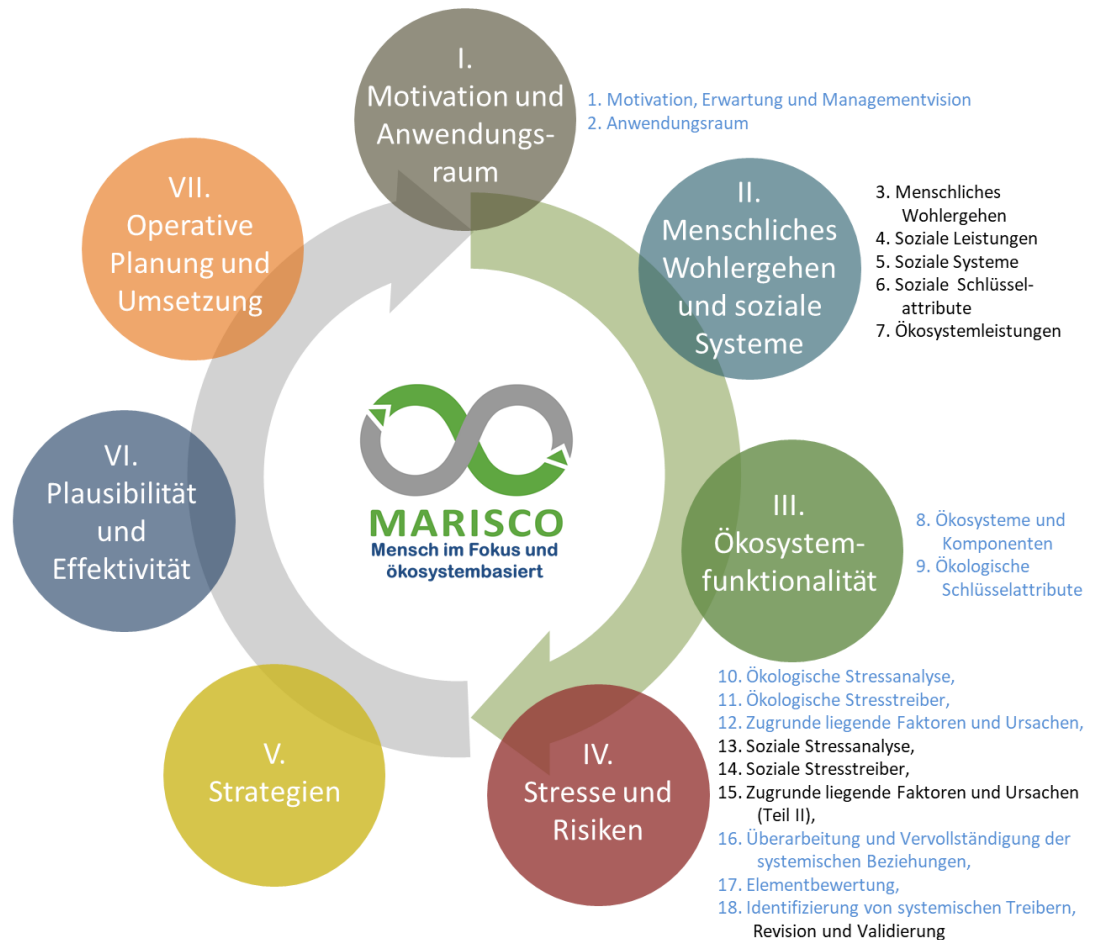 I.
Motivation und
Anwendungs-
raum
1. Motivation, Erwartung und Managementvision
2. Anwendungsraum
II.
Menschliches
Wohlergehen
und soziale
Systeme
3. Menschliches
Wohlergehen
4. Soziale Leistungen
5. Soziale Systeme
6. Soziale Schlüssel-
attribute
7. Ökosystemleistungen
III.
Ökosystem-
funktionalität
8. Ökosysteme und
Komponenten
9. Ökologische
Schlüsselattribute
IV.
Stresse und
Risiken
10. Ökologische Stressanalyse,
11. Ökologische Stresstreiber,
12. Zugrunde liegende Faktoren und Ursachen,
13. Soziale Stressanalyse,
14. Soziale Stresstreiber,
15. Zugrunde liegende Faktoren und Ursachen
(Teil II),
16. Überarbeitung und Vervollständigung der
systemischen Beziehungen,
17. Elementbewertung,
18. Identifizierung von systemischen Treibern,
Revision und Validierung
V.
Strategien
VI.
Plausibilität
und
Effektivität
VII.
Operative
Planung und
Umsetzung
MARISCO
Mensch im Fokus und
ökosystembasiert